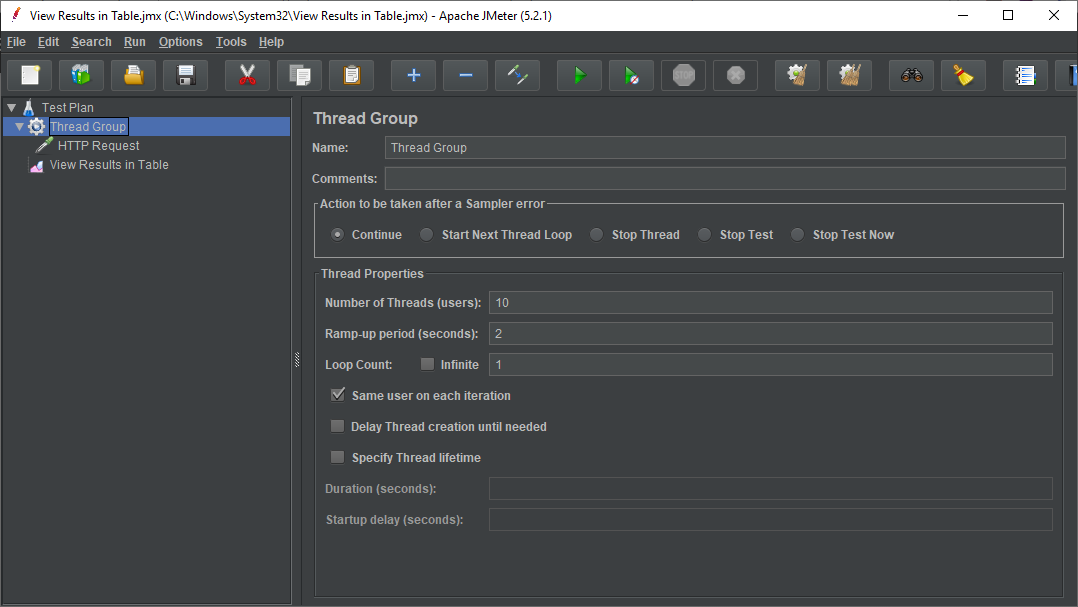 View Results in Table.jmx (C:\Windows\System32\View Results in Table.jmx) - Apache JMeter (5.2.1)
File Edit Search Run Options Tools Help
STOP
Test Plan
Thread Group
HTTP Request
View Results in Table
Thread Group
Name: Thread Group
Comments:
Action to be taken after a Sampler error
Continue Start Next Thread Loop Stop Thread Stop Test Stop Test Now
Thread Properties
Number of Threads (users): 10
Ramp-up period (seconds): 2
Loop Count: Infinite 1
Same user on each iteration
Delay Thread creation until needed
Specify Thread lifetime
Duration (seconds):
Startup delay (seconds):